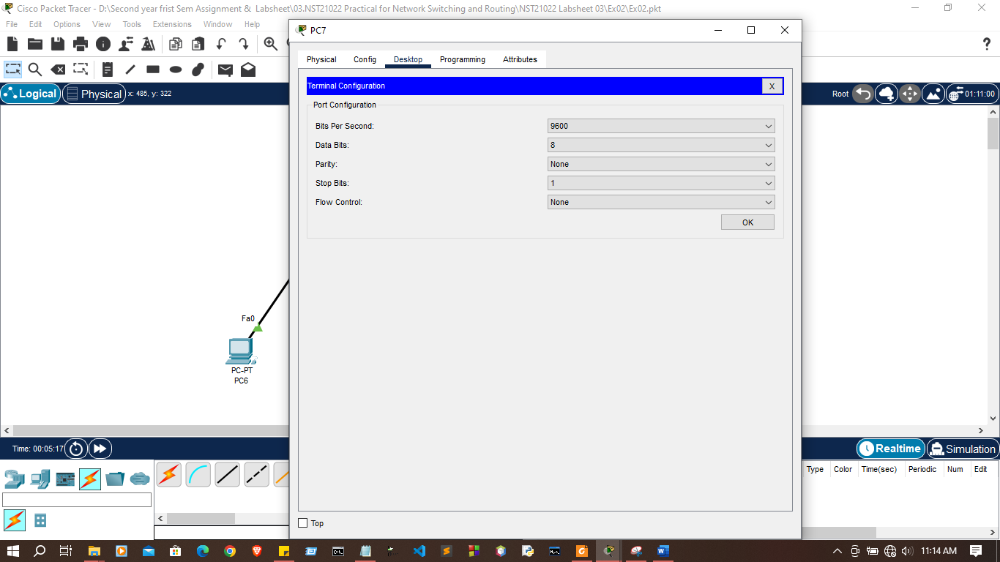 Cisco Packet Tracer - D:\Second year frist Sem Assignment & Labsheet\03.NST21022 Practical for Network Switching and Routing\NST21022 Labsheet 03\Ex02\Ex02.pkt
File Edit Options View Tools Extensions Window Help
PC7
Physical Config Desktop Programming Attributes
Logical Physical x: 485, y: 322
Root 01:11:00
Terminal Configuration X
Port Configuration
Bits Per Second: 9600
Data Bits: 8
Parity: None
Stop Bits: 1
Flow Control: None
OK
Fa0
PC-PT
PC6
Time: 00:05:17
Realtime Simulation
Type Color Time(sec) Periodic Num Edit
Top
11:14 AM